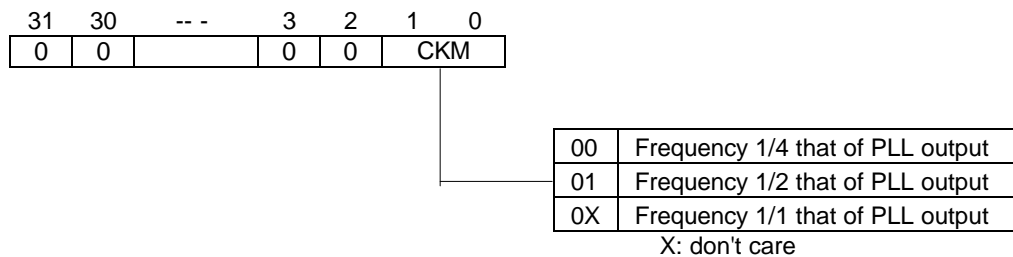 31 30 -- - 3 2 1 0
0 0 0 0 CKM
00 Frequency 1/4 that of PLL output
01 Frequency 1/2 that of PLL output
0X Frequency 1/1 that of PLL output
X: don't care